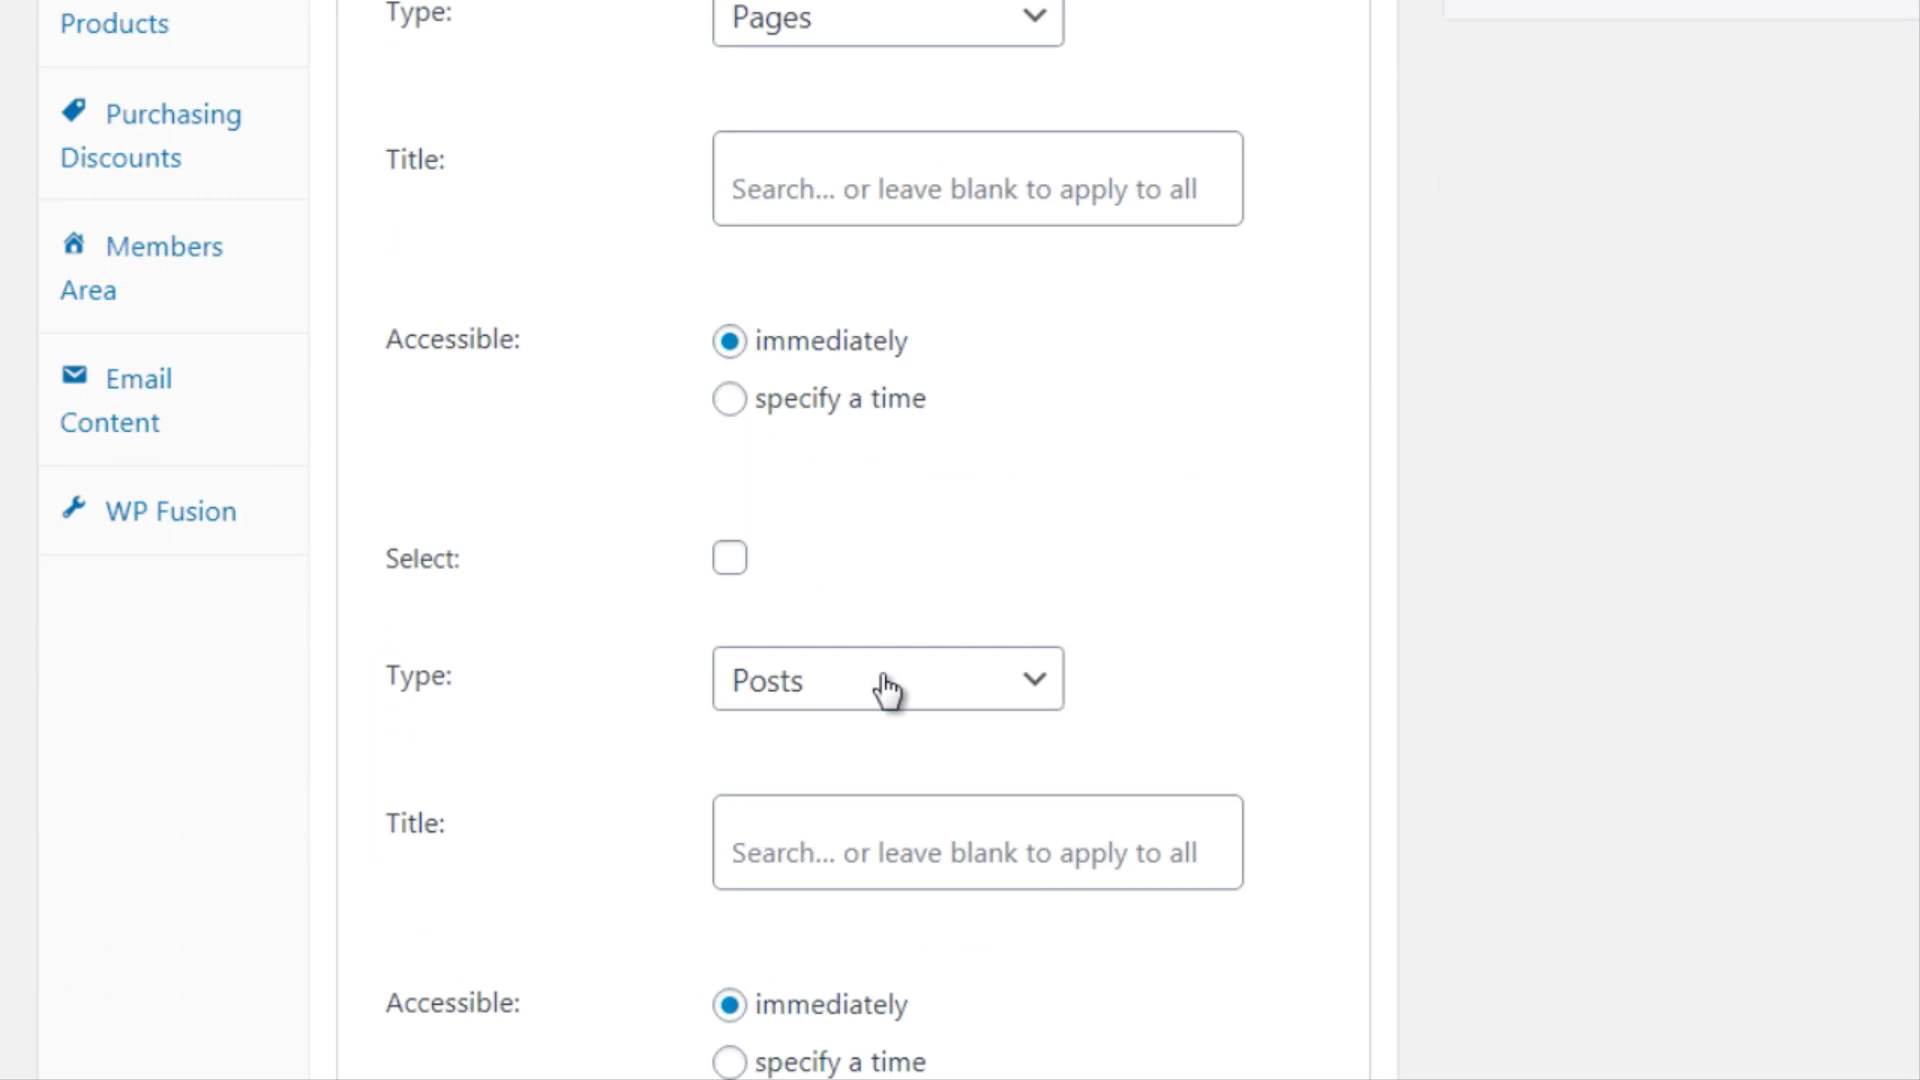 Products
Purchasing
Discounts
Members
Area
Email
Content
WP Fusion
Type:
Pages
Title:
Search... or leave blank to apply to all
Accessible:
immediately
specify a time
Select:
Type:
Posts
Title:
Search... or leave blank to apply to all
Accessible:
immediately
specify a time